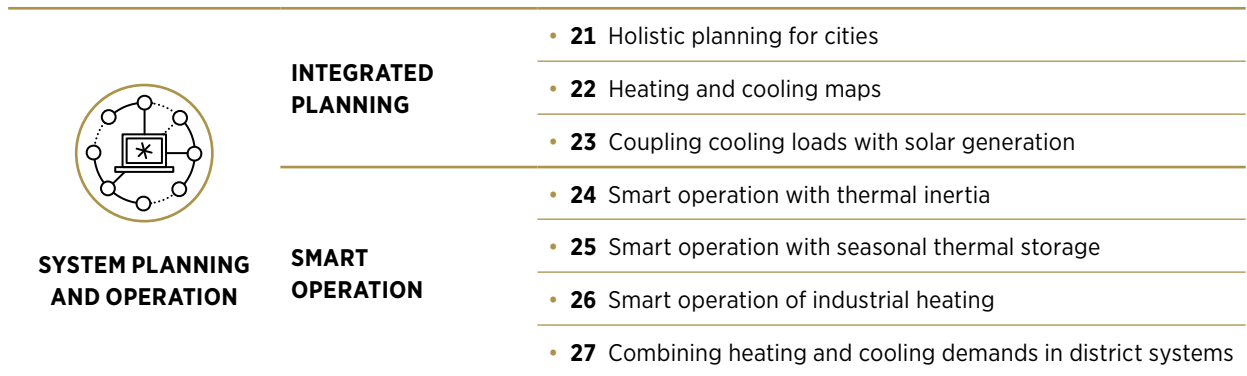 SYSTEM PLANNING
AND OPERATION
INTEGRATED
PLANNING
• 21 Holistic planning for cities
• 22 Heating and cooling maps
• 23 Coupling cooling loads with solar generation
SMART
OPERATION
• 24 Smart operation with thermal inertia
• 25 Smart operation with seasonal thermal storage
• 26 Smart operation of industrial heating
• 27 Combining heating and cooling demands in district systems